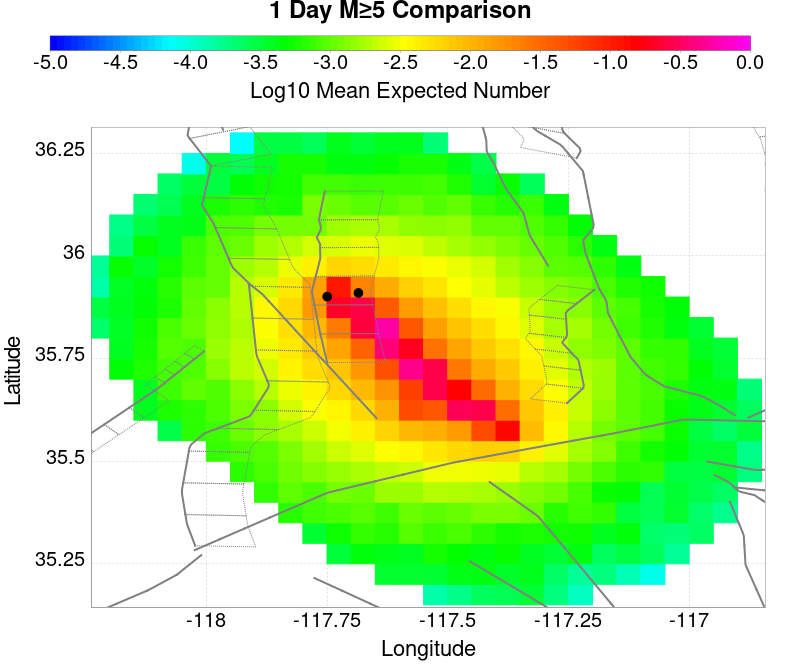 1 Day M≥5 Comparison
-5.0 -4.5 -4.0 -3.5 -3.0 -2.5 -2.0 -1.5 -1.0 -0.5 0.0
Log10 Mean Expected Number
36.25
36
35.75
35.5
35.25
Latitude
-118 -117.75 -117.5 -117.25 -117
Longitude